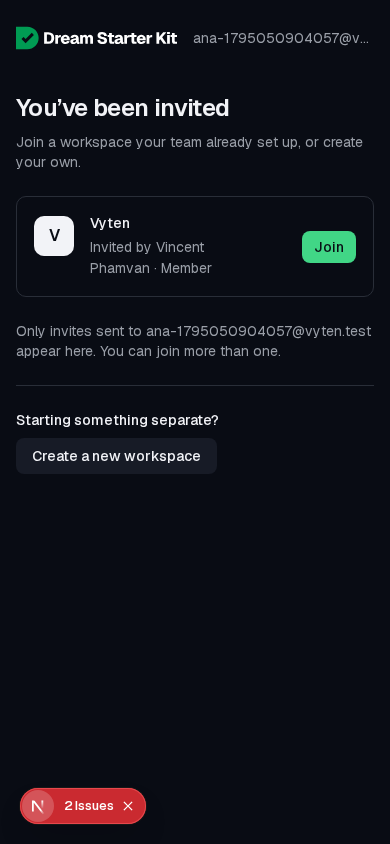 Dream Starter Kit
ana-1795050904057@v...
You’ve been invited
Join a workspace your team already set up, or create
your own.
V
Vyten
Invited by Vincent
Phamvan · Member
Join
Only invites sent to ana-1795050904057@vyten.test
appear here. You can join more than one.
Starting something separate?
Create a new workspace
N
2 Issues